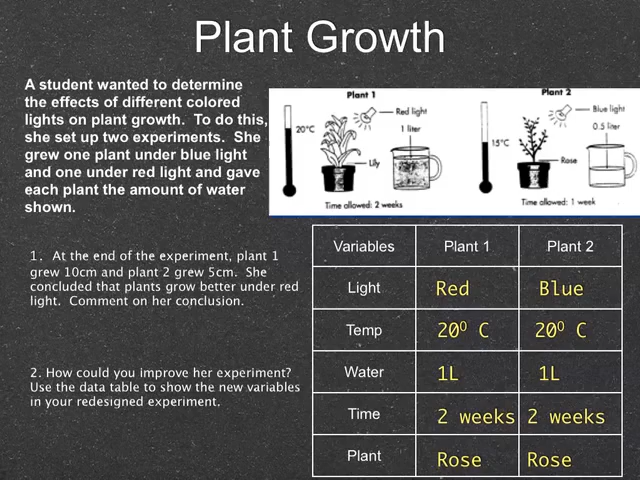 Plant Growth
A student wanted to determine
the effects of different colored
lights on plant growth. To do this,
she set up two experiments. She
grew one plant under blue light
and one under red light and gave
each plant the amount of water
shown.
Plant 1
Red light
20°C
1 liter
Lily
Time allowed: 2 weeks
Plant 2
Blue light
0.5 liter
15°C
Rose
Time allowed: 1 week
1. At the end of the experiment, plant 1
grew 10cm and plant 2 grew 5cm. She
concluded that plants grow better under red
light. Comment on her conclusion.
2. How could you improve her experiment?
Use the data table to show the new variables
in your redesigned experiment.
Variables Plant 1 Plant 2
Light Red Blue
Temp 20⁰ C 20⁰ C
Water 1L 1L
Time 2 weeks 2 weeks
Plant Rose Rose